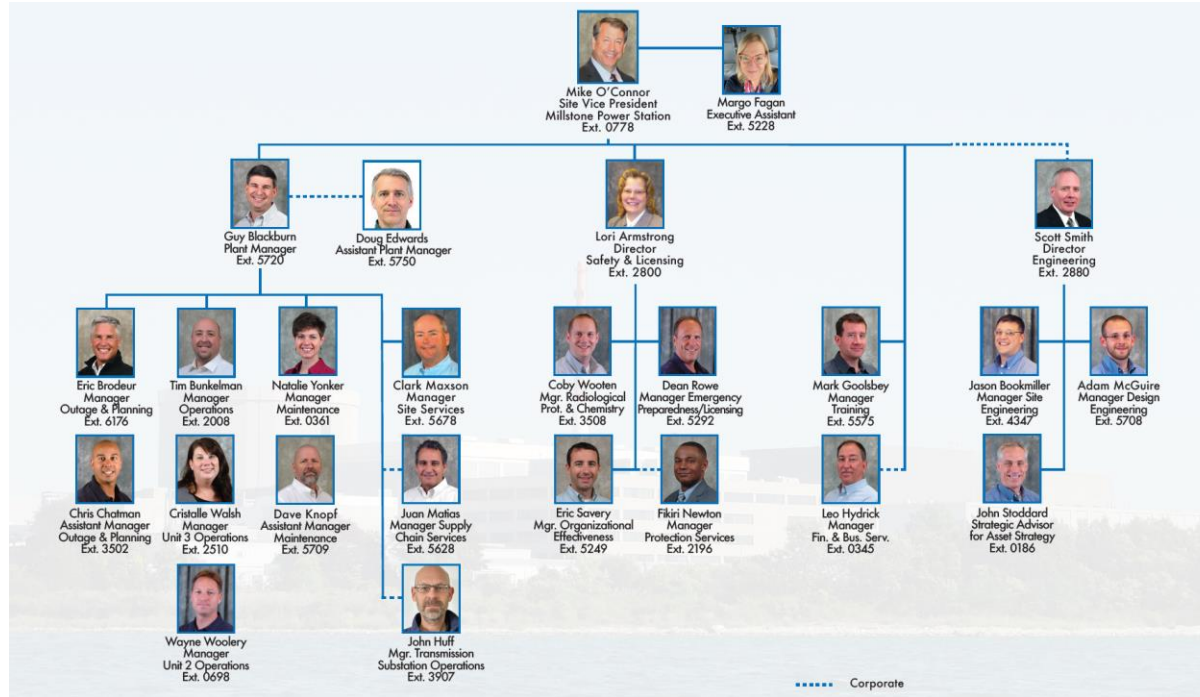 Mike O'Connor
Site Vice President
Millstone Power Station
Ext. 0778
Margo Fagan
Executive Assistant
Ext. 5228
Guy Blackburn
Plant Manager
Ext. 5720
Doug Edwards
Assistant Plant Manager
Ext. 5750
Lori Armstrong
Director
Safety & Licensing
Ext. 2800
Scott Smith
Director
Engineering
Ext. 2880
Eric Brodeur
Manager
Outage & Planning
Ext. 6176
Tim Bunkelman
Manager
Operations
Ext. 2008
Natalie Yonker
Manager
Maintenance
Ext. 0361
Clark Maxson
Manager
Site Services
Ext. 5678
Coby Wooten
Mgr. Radiological
Prot. & Chemistry
Ext. 3508
Dean Rowe
Manager Emergency
Preparedness/Licensing
Ext. 5292
Mark Goolsbey
Manager
Training
Ext. 5575
Jason Bookmiller
Manager Site
Engineering
Ext. 4347
Adam McGuire
Manager Design
Engineering
Ext. 5708
Chris Chatman
Assistant Manager
Outage & Planning
Ext. 3502
Cristalle Walsh
Manager
Unit 3 Operations
Ext. 2510
Dave Knopf
Assistant Manager
Maintenance
Ext. 5709
Juan Matias
Manager Supply
Chain Services
Ext. 5628
Eric Savery
Mgr. Organizational
Effectiveness
Ext. 5249
Fikiri Newton
Manager
Protection Services
Ext. 2196
Leo Hydrick
Manager
Fin. & Bus. Serv.
Ext. 0345
John Stoddard
Strategic Advisor
for Asset Strategy
Ext. 0186
Wayne Woolery
Manager
Unit 2 Operations
Ext. 0698
John Huff
Mgr. Transmission
Substation Operations
Ext. 3907
Corporate